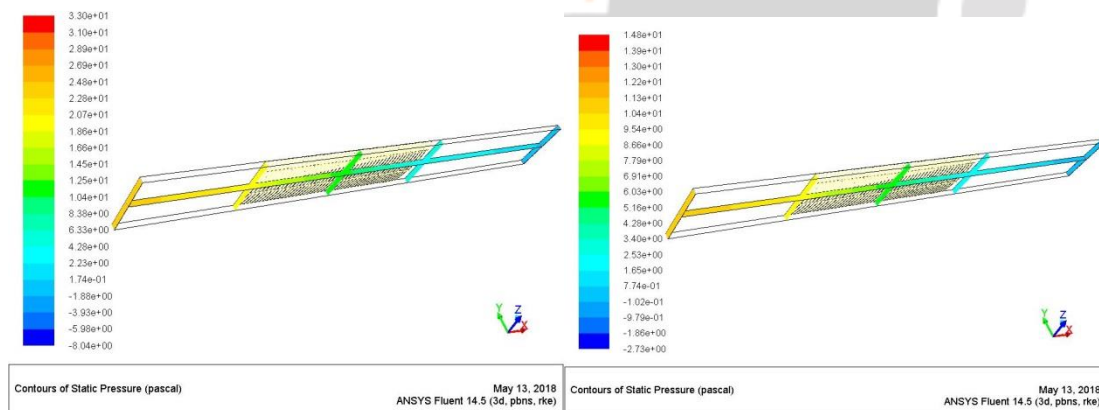 3.30e+01
3.10e+01
2.89e+01
2.69e+01
2.48e+01
2.28e+01
2.07e+01
1.86e+01
1.66e+01
1.45e+01
1.25e+01
1.04e+01
8.38e+00
6.33e+00
4.28e+00
2.23e+00
1.74e-01
-1.88e+00
-3.93e+00
-5.98e+00
-8.04e+00
Y
Z
X
Contours of Static Pressure (pascal)
May 13, 2018
ANSYS Fluent 14.5 (3d, pbns, rke)
1.48e+01
1.39e+01
1.30e+01
1.22e+01
1.13e+01
1.04e+01
9.54e+00
8.66e+00
7.79e+00
6.91e+00
6.03e+00
5.16e+00
4.28e+00
3.40e+00
2.53e+00
1.65e+00
7.74e-01
-1.02e-01
-9.79e-01
-1.86e+00
-2.73e+00
Y
Z
X
Contours of Static Pressure (pascal)
May 13, 2018
ANSYS Fluent 14.5 (3d, pbns, rke)